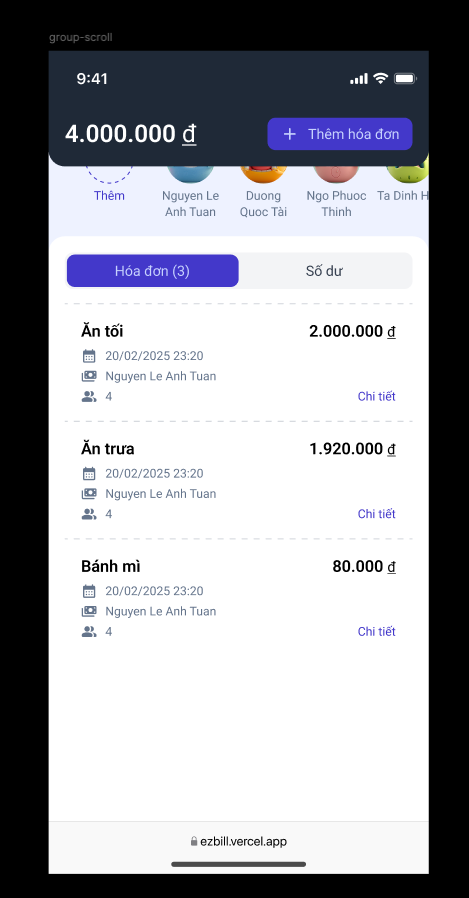 group-scroll
9:41
4.000.000 đ
+ Thêm hóa đơn
Thêm
Nguyen Le
Anh Tuan
Duong
Quoc Tài
Ngo Phuoc
Thinh
Ta Dinh H
Hóa đơn (3)
Số dư
Ăn tối
2.000.000 đ
20/02/2025 23:20
Nguyen Le Anh Tuan
4
Chi tiết
Ăn trưa
1.920.000 đ
20/02/2025 23:20
Nguyen Le Anh Tuan
4
Chi tiết
Bánh mì
80.000 đ
20/02/2025 23:20
Nguyen Le Anh Tuan
4
Chi tiết
ezbill.vercel.app